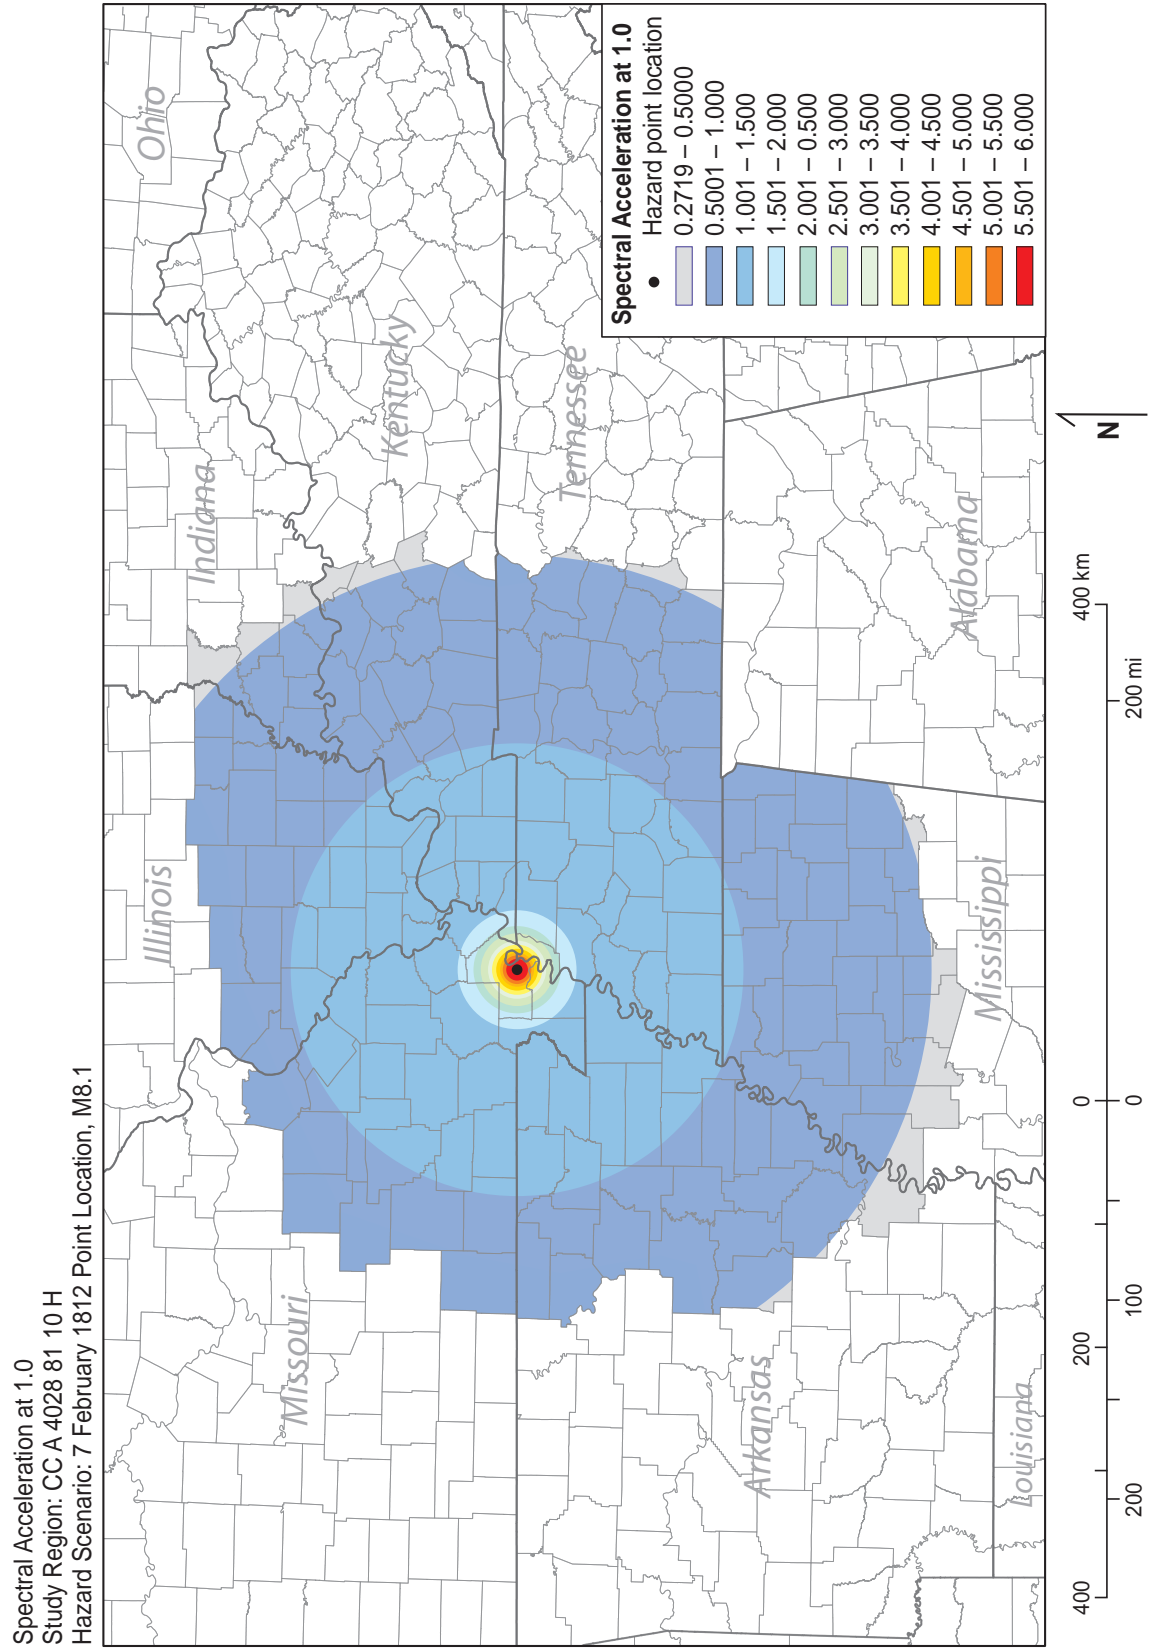 Spectral Acceleration at 1.0
Study Region: CC A 4028 81 10 H
Hazard Scenario: 7 February 1812 Point Location, M8.1
Missouri
Illinois
Indiana
Ohio
Kentucky
Tennessee
Arkansas
Louisiana
Mississippi
Alabama
Spectral Acceleration at 1.0
Hazard point location
0.2719 – 0.5000
0.5001 – 1.000
1.001 – 1.500
1.501 – 2.000
2.001 – 0.500
2.501 – 3.000
3.001 – 3.500
3.501 – 4.000
4.001 – 4.500
4.501 – 5.000
5.001 – 5.500
5.501 – 6.000
400 200 0 400 km
200 100 0 200 mi
N